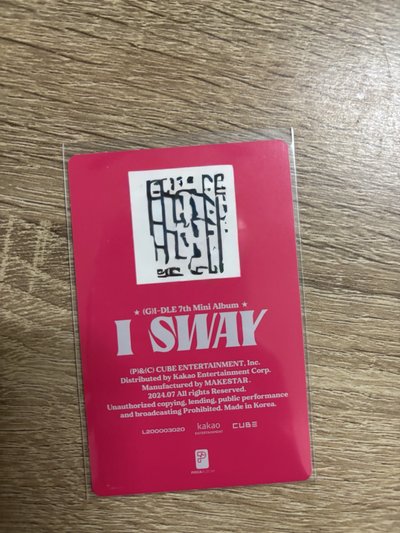 ★ (G)I-DLE 7th Mini Album ★
I SWAY
(P)&(C) CUBE ENTERTAINMENT, Inc.
Distributed by Kakao Entertainment Corp.
Manufactured by MAKESTAR.
2024.07 All rights Reserved.
Unauthorized copying, lending, public performance
and broadcasting Prohibited. Made in Korea.
L200003020 kakao CUBE
ENTERTAINMENT